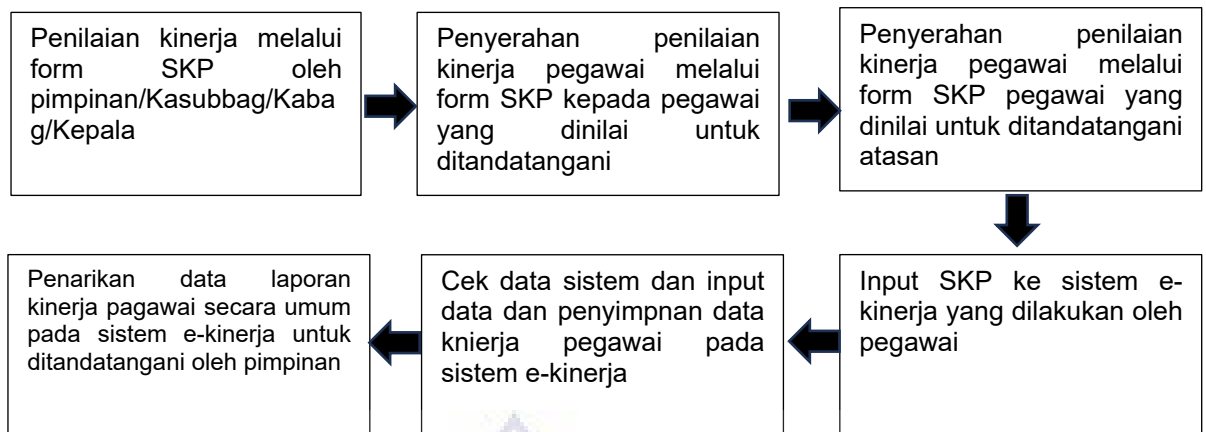 Penilaian kinerja melalui
form SKP oleh
pimpinan/Kasubbag/Kaba
g/Kepala
Penyerahan penilaian
kinerja pegawai melalui
form SKP kepada pegawai
yang dinilai untuk
ditandatangani
Penyerahan penilaian
kinerja pegawai melalui
form SKP pegawai yang
dinilai untuk ditandatangani
atasan
Input SKP ke sistem e-
kinerja yang dilakukan oleh
pegawai
Cek data sistem dan input
data dan penyimpnan data
knierja pegawai pada
sistem e-kinerja
Penarikan data laporan
kinerja pagawai secara umum
pada sistem e-kinerja untuk
ditandatangani oleh pimpinan